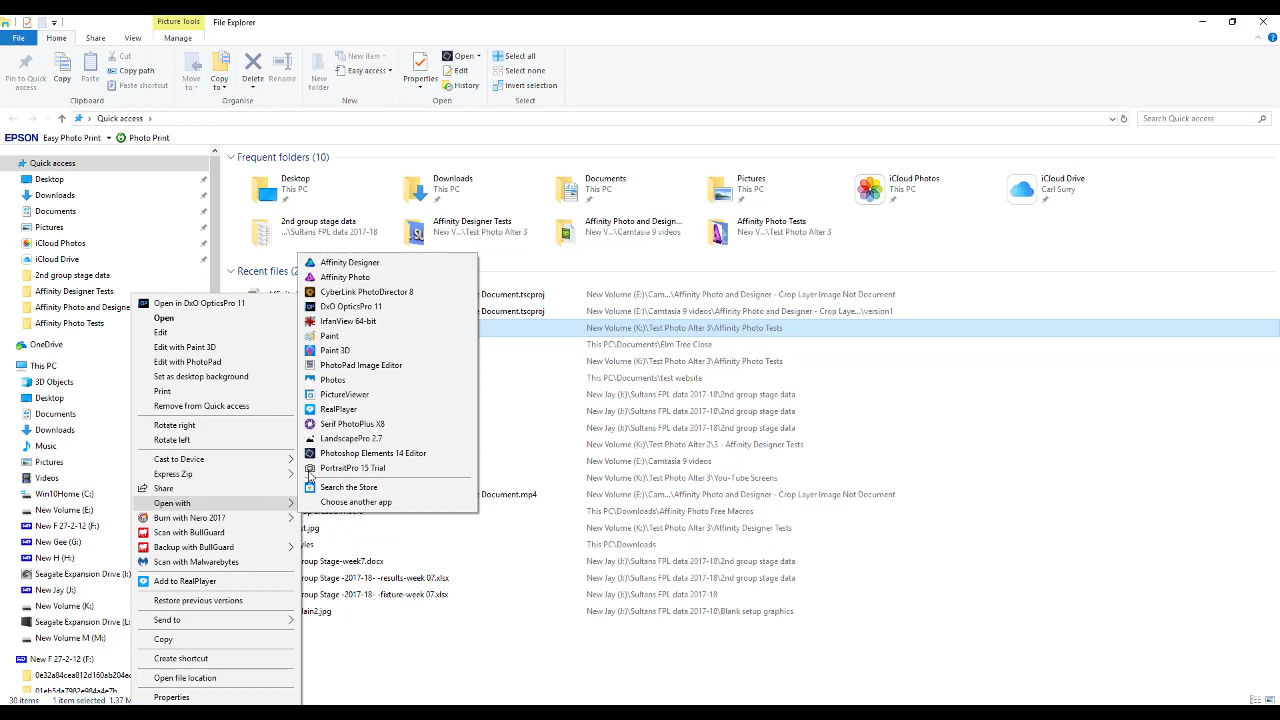 Picture Tools
File Explorer
File
Home
Share
View
Manage
Pin to Quick access
Copy
Paste
Cut
Copy path
Paste shortcut
Clipboard
Move to
Copy to
Delete
Rename
Organise
New folder
New item
Easy access
New
Properties
Open
Edit
History
Open
Select all
Select none
Invert selection
Select
Quick access
Search Quick access
EPSON Easy Photo Print
Photo Print
Quick access
Desktop
Downloads
Documents
Pictures
iCloud Photos
iCloud Drive
2nd group stage data
Affinity Designer Tests
Affinity Photo and
Affinity Photo Tests
OneDrive
This PC
3D Objects
Desktop
Documents
Downloads
Music
Pictures
Videos
Win10Home (C:)
New Volume (E:)
New F 27-2-12 (F:)
New Gee (G:)
New H (H:)
Seagate Expansion Drive (I:)
New Jay (J:)
New Volume (K:)
Seagate Expansion Drive (L:
New Volume M (M:)
New F 27-2-12 (F:)
0e32a84cea812d160ab4ed
30 items
1 item selected 1.37 M
Frequent folders (10)
Desktop
This PC
Downloads
This PC
Documents
This PC
Pictures
This PC
iCloud Photos
This PC
iCloud Drive
Carl Surry
2nd group stage data
...\Sultans FPL data 2017-18
Affinity Designer Tests
New V...\Test Photo Alter 3
Affinity Photo and Design...
New V...\Camtasia 9 videos
Affinity Photo Tests
New V...\Test Photo Alter 3
Recent files (2
Document.tscproj
New Volume (E:)\Cam...\Affinity Photo and Designer - Crop Layer Image Not Document
Document.tscproj
New Volume (E:)\Camtasia 9 videos\Affinity Photo and Designer - Crop Laye...\version1
New Volume (K:)\Test Photo Alter 3\Affinity Photo Tests
This PC\Documents\Elm Tree Close
New Volume (K:)\Test Photo Alter 3\Affinity Photo Tests
This PC\Documents\test website
New Jay (J:)\Sultans FPL data 2017-18\2nd group stage data
New Jay (J:)\Sultans FPL data 2017-18\2nd group stage data
New Jay (J:)\Sultans FPL data 2017-18\2nd group stage data
New Volume (K:)\Test Photo Alter 2\3 - Affinity Designer Tests
New Volume (E:)\Camtasia 9 videos
New Volume (K:)\Test Photo Alter 3\You-Tube Screens
Document.mp4
New Volume (E:)\Cam...\Affinity Photo and Designer - Crop Layer Image Not Document
This PC\Downloads\Affinity Photo Free Macros
st.jpg
New Volume (K:)\Test Photo Alter 3\Affinity Designer Tests
yles
This PC\Downloads
roup Stage-week7.docx
New Jay (J:)\Sultans FPL data 2017-18\2nd group stage data
roup Stage -2017-18- -results-week 07.xlsx
New Jay (J:)\Sultans FPL data 2017-18\2nd group stage data
roup Stage -2017-18- -fixture-week 07.xlsx
New Jay (J:)\Sultans FPL data 2017-18
lain2.jpg
New Jay (J:)\Sultans FPL data 2017-18\Blank setup graphics
Open in DxO OpticsPro 11
Open
Edit
Edit with Paint 3D
Edit with PhotoPad
Set as desktop background
Print
Remove from Quick access
Rotate right
Rotate left
Cast to Device
Express Zip
Share
Open with
Burn with Nero 2017
Scan with BullGuard
Backup with BullGuard
Scan with Malwarebytes
Add to RealPlayer
Restore previous versions
Send to
Copy
Create shortcut
Open file location
Properties
Affinity Designer
Affinity Photo
CyberLink PhotoDirector 8
DxO OpticsPro 11
IrfanView 64-bit
Paint
Paint 3D
PhotoPad Image Editor
Photos
PictureViewer
RealPlayer
Serif PhotoPlus X8
LandscapePro 2.7
Photoshop Elements 14 Editor
PortraitPro 15 Trial
Search the Store
Choose another app